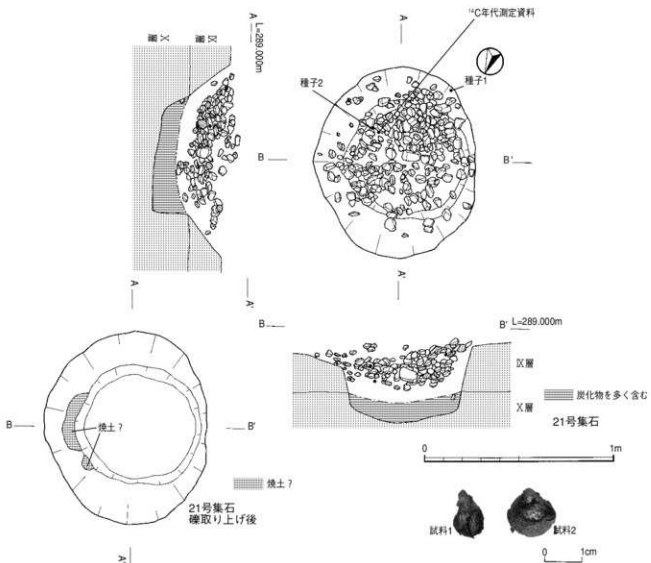 A
L=289.000m
Ⅸ層
Ⅹ層
A'
A
¹⁴C年代測定資料
種子1
種子2
B
B'
A'
A
B
B'
焼土？
A'
21号集石
礫取り上げ後
焼土？
B
B' L=289.000m
Ⅸ層
Ⅹ層
炭化物を多く含む
21号集石
0 1m
試料1
試料2
0 1cm